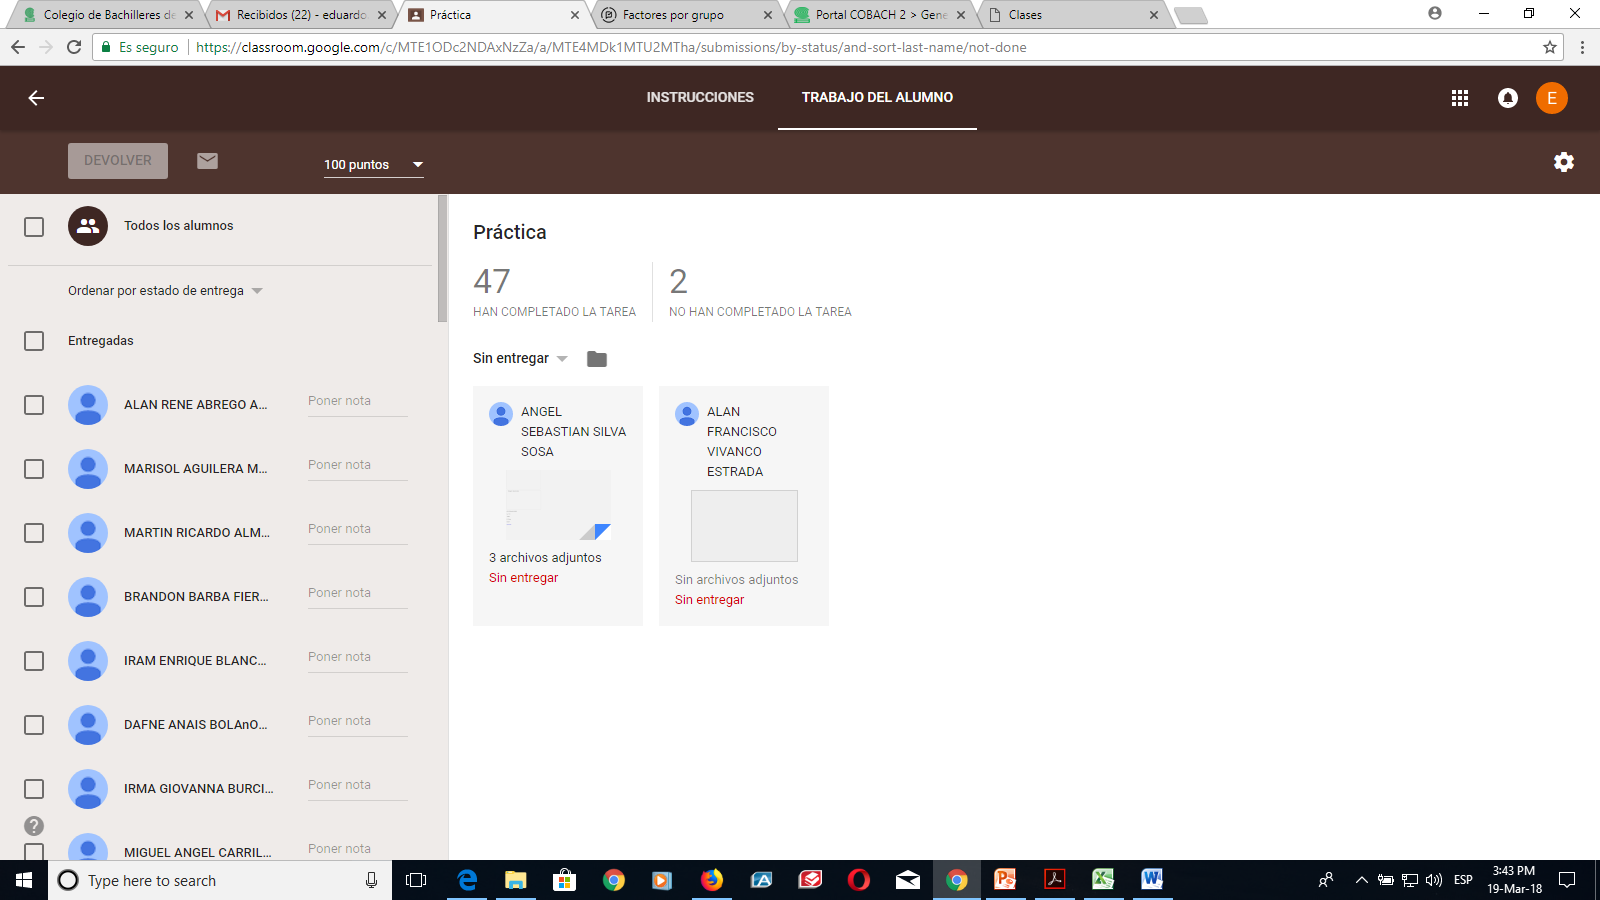 Colegio de Bachilleres de
Recibidos (22) - eduardo
Práctica
Factores por grupo
Portal COBACH 2 > Gene
Clases
Es seguro
https://classroom.google.com/c/MTE1ODc2NDAxNzZa/a/MTE4MDk1MTU2MTha/submissions/by-status/and-sort-last-name/not-done
INSTRUCCIONES
TRABAJO DEL ALUMNO
E
DEVOLVER
100 puntos
Todos los alumnos
Ordenar por estado de entrega
Entregadas
ALAN RENE ABREGO A...
Poner nota
MARISOL AGUILERA M...
Poner nota
MARTIN RICARDO ALM...
Poner nota
BRANDON BARBA FIER...
Poner nota
IRAM ENRIQUE BLANC...
Poner nota
DAFNE ANAIS BOLAnO...
Poner nota
IRMA GIOVANNA BURCI...
Poner nota
MIGUEL ANGEL CARRIL...
Poner nota
Práctica
47
HAN COMPLETADO LA TAREA
2
NO HAN COMPLETADO LA TAREA
Sin entregar
ANGEL
SEBASTIAN SILVA
SOSA
3 archivos adjuntos
Sin entregar
ALAN
FRANCISCO
VIVANCO
ESTRADA
Sin archivos adjuntos
Sin entregar
Type here to search
ESP
3:43 PM
19-Mar-18